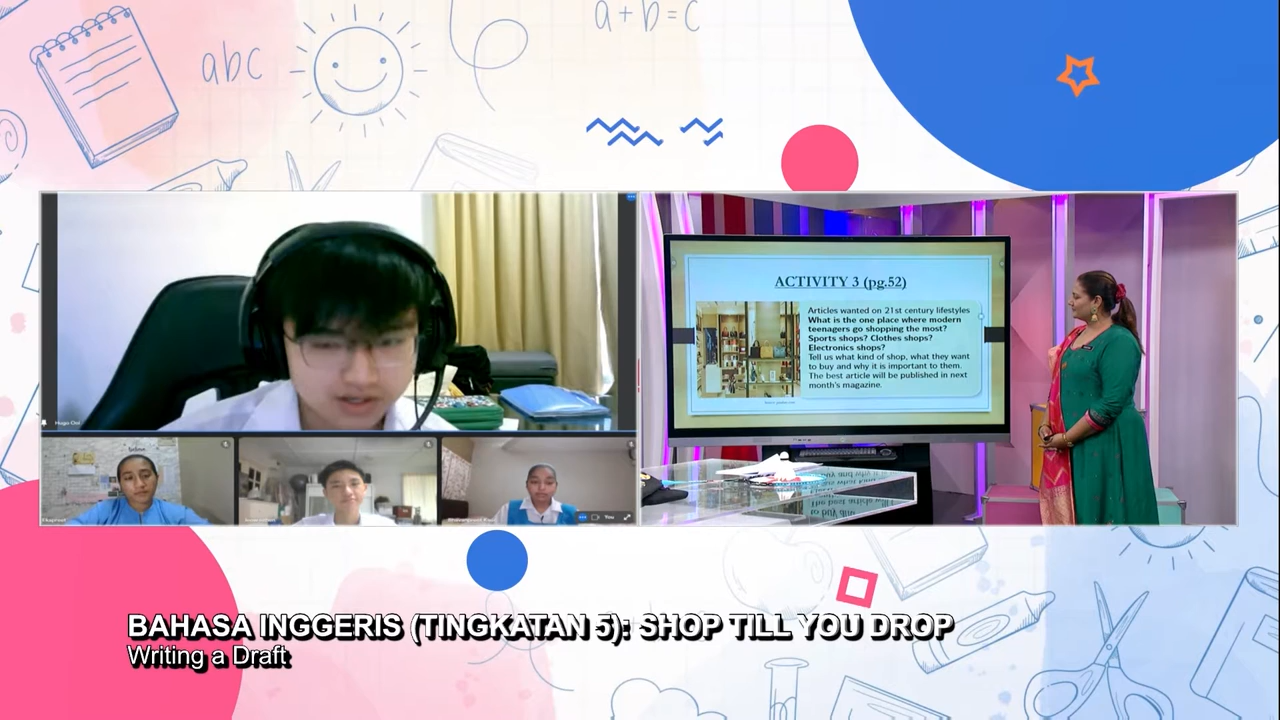 abc
a+b=c
ACTIVITY 3 (pg.52)
Articles wanted on 21st century lifestyles
What is the one place where modern
teenagers go shopping the most?
Sports shops? Clothes shops?
Electronics shops?
Tell us what kind of shop, what they want
to buy and why it is important to them.
The best article will be published in next
month's magazine.
You
BAHASA INGGERIS (TINGKATAN 5): SHOP TILL YOU DROP
Writing a Draft